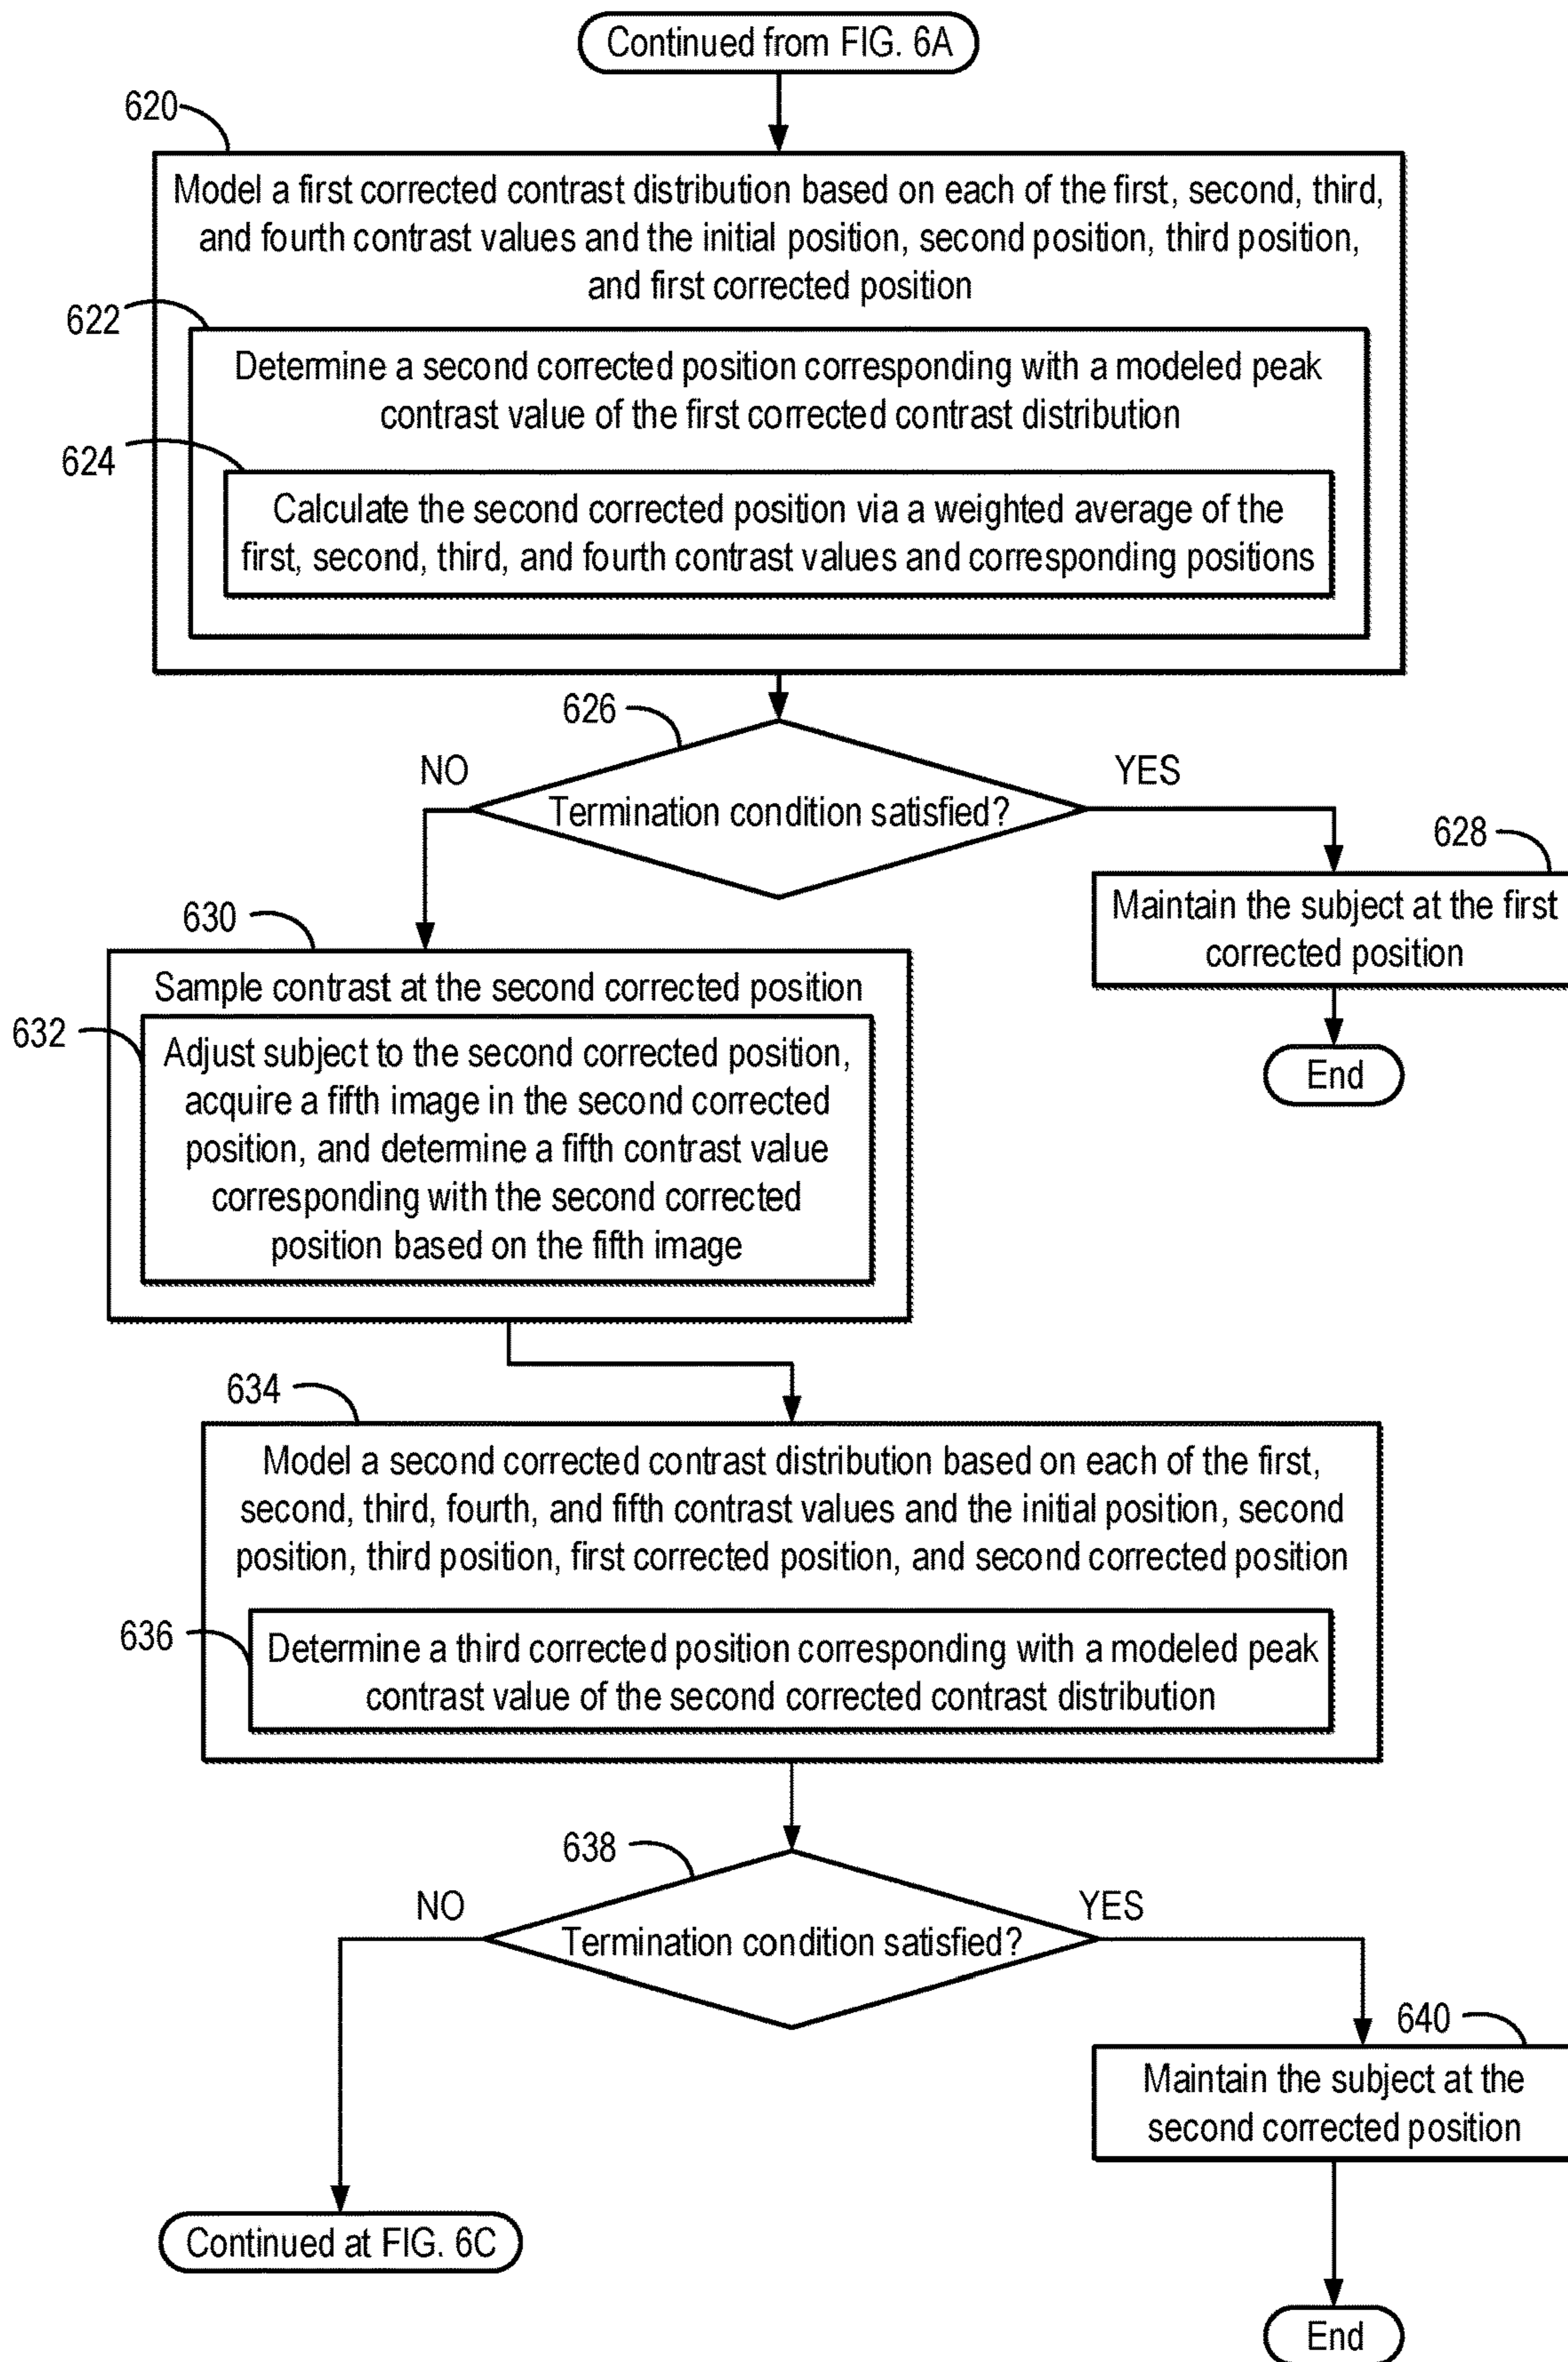 Continued from FIG. 6A
620
Model a first corrected contrast distribution based on each of the first, second, third,
and fourth contrast values and the initial position, second position, third position,
and first corrected position
622
Determine a second corrected position corresponding with a modeled peak
contrast value of the first corrected contrast distribution
624
Calculate the second corrected position via a weighted average of the
first, second, third, and fourth contrast values and corresponding positions
626
NO
YES
Termination condition satisfied?
628
Maintain the subject at the first
corrected position
End
630
Sample contrast at the second corrected position
632
Adjust subject to the second corrected position,
acquire a fifth image in the second corrected
position, and determine a fifth contrast value
corresponding with the second corrected
position based on the fifth image
634
Model a second corrected contrast distribution based on each of the first,
second, third, fourth, and fifth contrast values and the initial position, second
position, third position, first corrected position, and second corrected position
636
Determine a third corrected position corresponding with a modeled peak
contrast value of the second corrected contrast distribution
638
NO
YES
Termination condition satisfied?
640
Maintain the subject at the
second corrected position
Continued at FIG. 6C
End